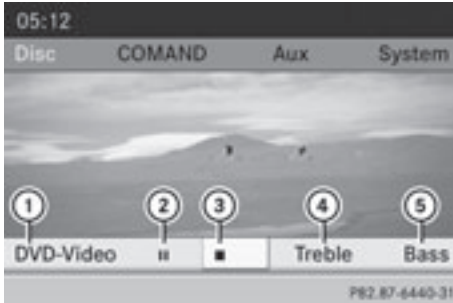 05:12
Disc COMAND Aux System
1 2 3 4 5
DVD-Video Treble Bass
P82.87-6440-31